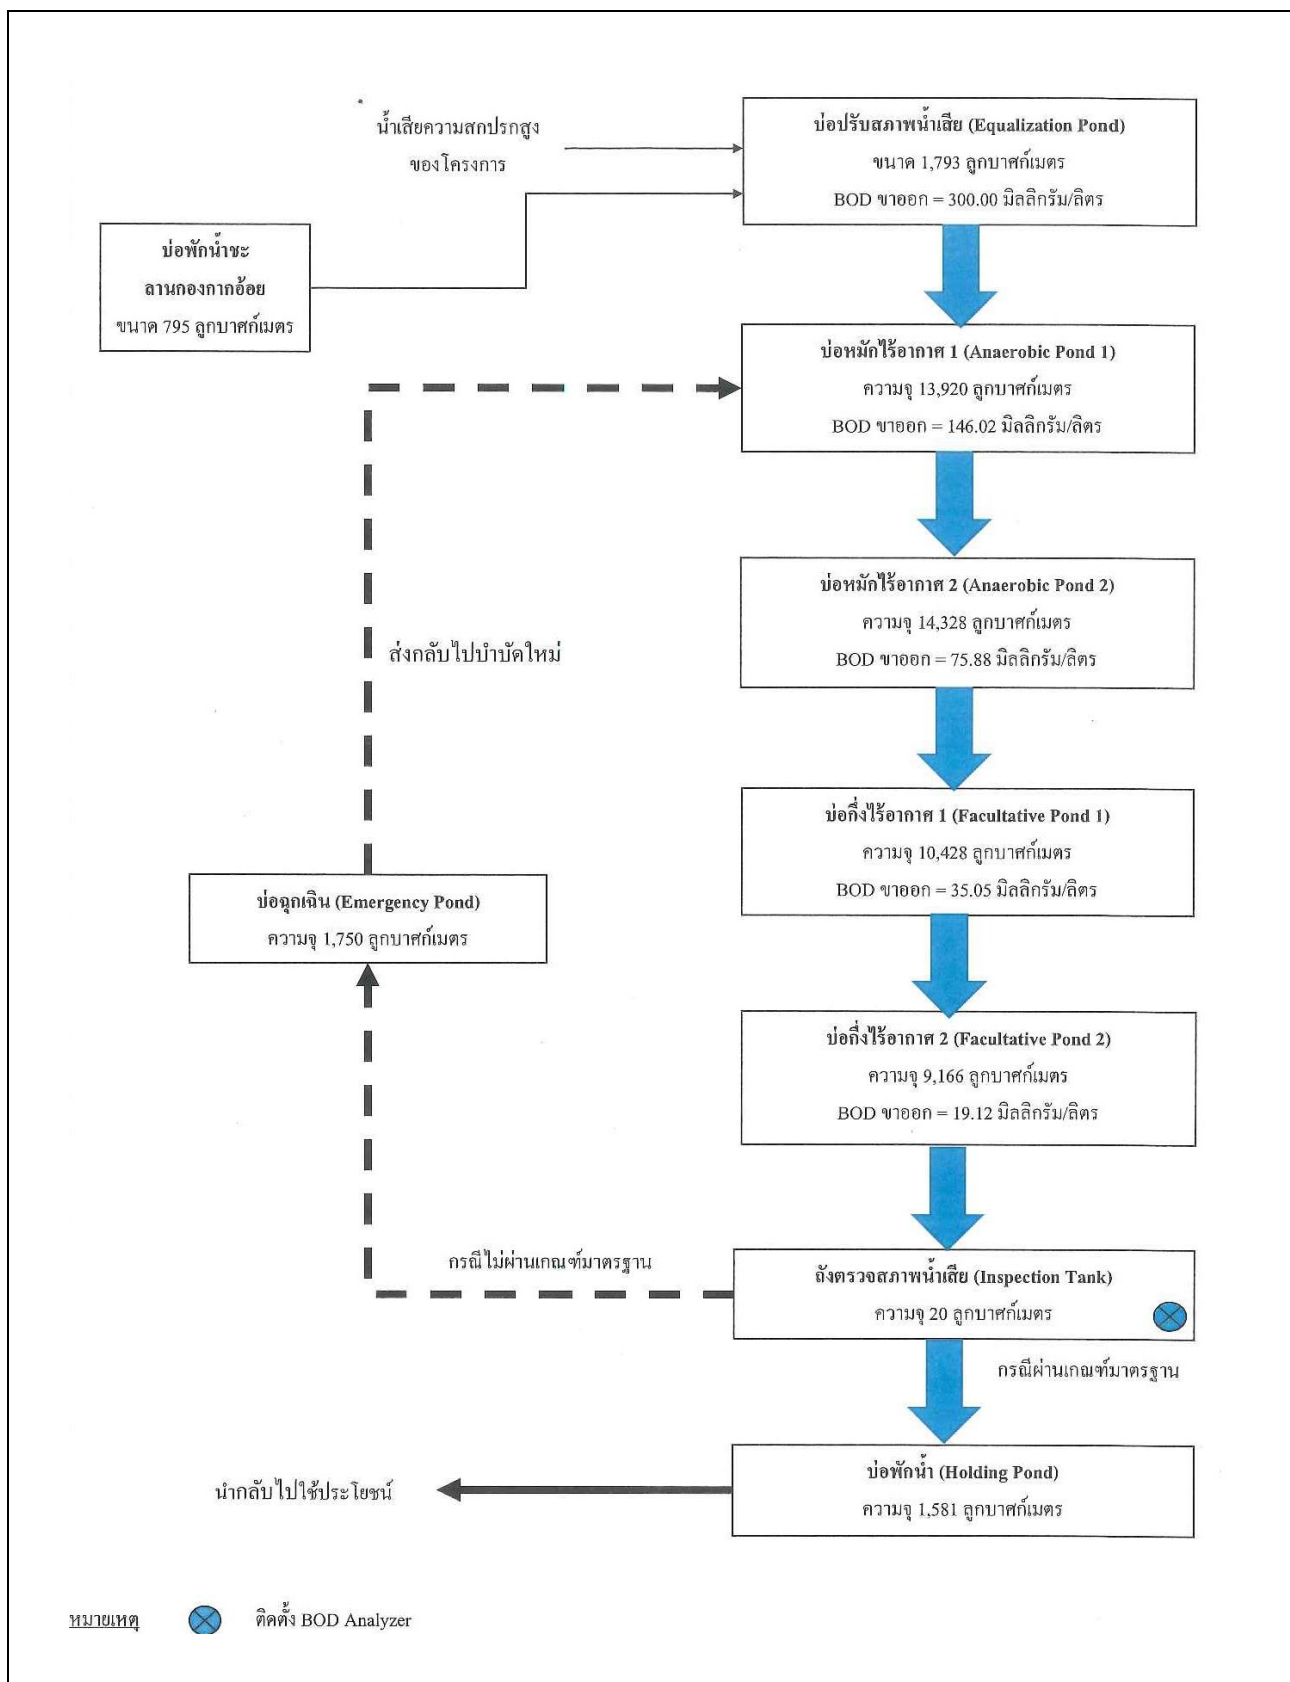 น้ำเสียความสกปรกสูง
ของโครงการ
บ่อปรับสภาพน้ำเสีย (Equalization Pond)
ขนาด 1,793 ลูกบาศก์เมตร
BOD ขาออก = 300.00 มิลลิกรัม/ลิตร
บ่อพักน้ำชะ
ลานกองกากอ้อย
ขนาด 795 ลูกบาศก์เมตร
บ่อหมักไร้อากาศ 1 (Anaerobic Pond 1)
ความจุ 13,920 ลูกบาศก์เมตร
BOD ขาออก = 146.02 มิลลิกรัม/ลิตร
บ่อหมักไร้อากาศ 2 (Anaerobic Pond 2)
ความจุ 14,328 ลูกบาศก์เมตร
BOD ขาออก = 75.88 มิลลิกรัม/ลิตร
ส่งกลับไปบำบัดใหม่
บ่อกึ่งไร้อากาศ 1 (Facultative Pond 1)
ความจุ 10,428 ลูกบาศก์เมตร
BOD ขาออก = 35.05 มิลลิกรัม/ลิตร
บ่อฉุกเฉิน (Emergency Pond)
ความจุ 1,750 ลูกบาศก์เมตร
บ่อกึ่งไร้อากาศ 2 (Facultative Pond 2)
ความจุ 9,166 ลูกบาศก์เมตร
BOD ขาออก = 19.12 มิลลิกรัม/ลิตร
กรณีไม่ผ่านเกณฑ์มาตรฐาน
ถังตรวจสภาพน้ำเสีย (Inspection Tank)
ความจุ 20 ลูกบาศก์เมตร
กรณีผ่านเกณฑ์มาตรฐาน
บ่อพักน้ำ (Holding Pond)
ความจุ 1,581 ลูกบาศก์เมตร
นำกลับไปใช้ประโยชน์
หมายเหตุ ติดตั้ง BOD Analyzer